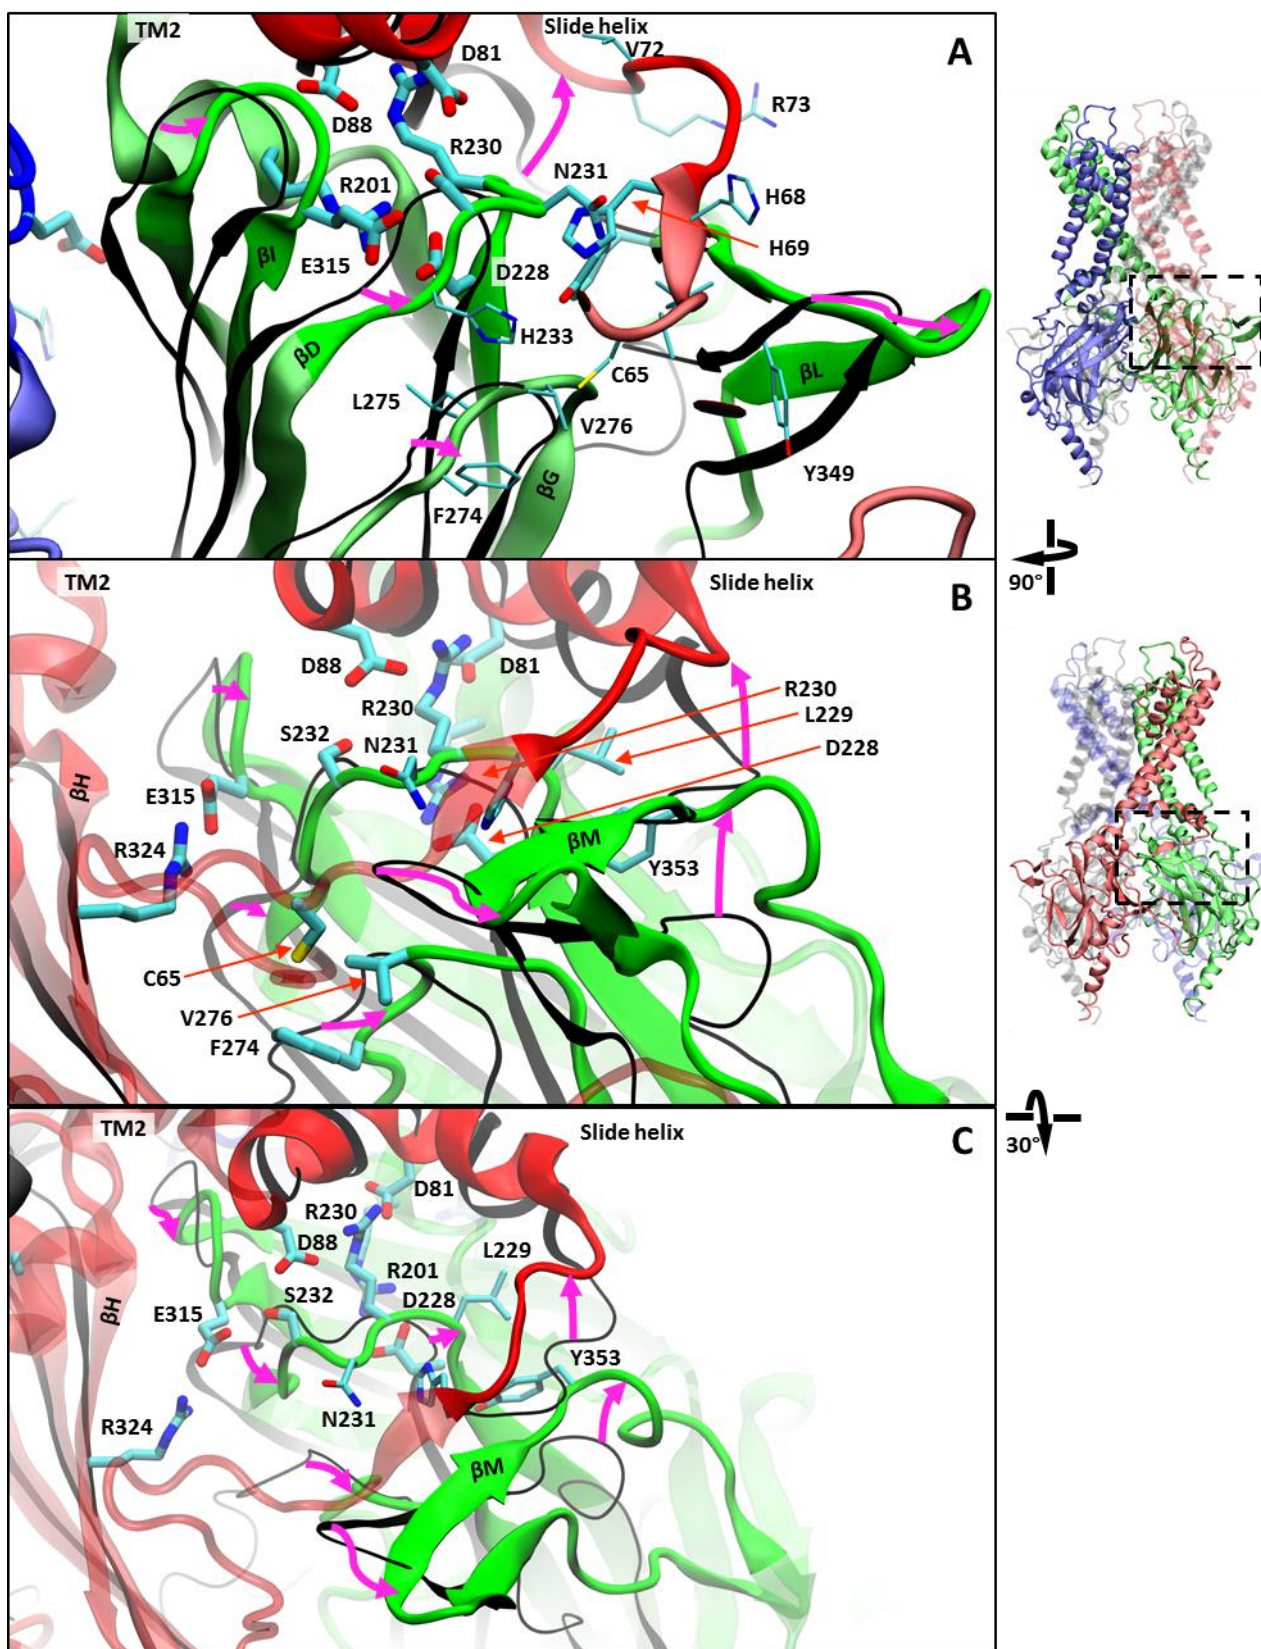 TM2
Slide helix
A
D81
V72
R73
D88
R230
N231
H68
R201
H69
βI
E315
D228
H233
βD
C65
βL
L275
V276
Y349
βG
F274
90°
TM2
Slide helix
B
D88
D81
R230
R230
L229
S232
N231
D228
βH
E315
βM
Y353
R324
C65
V276
F274
TM2
Slide helix
C
30°
D81
R230
D88
L229
R201
S232
D228
βH
E315
Y353
N231
R324
βM